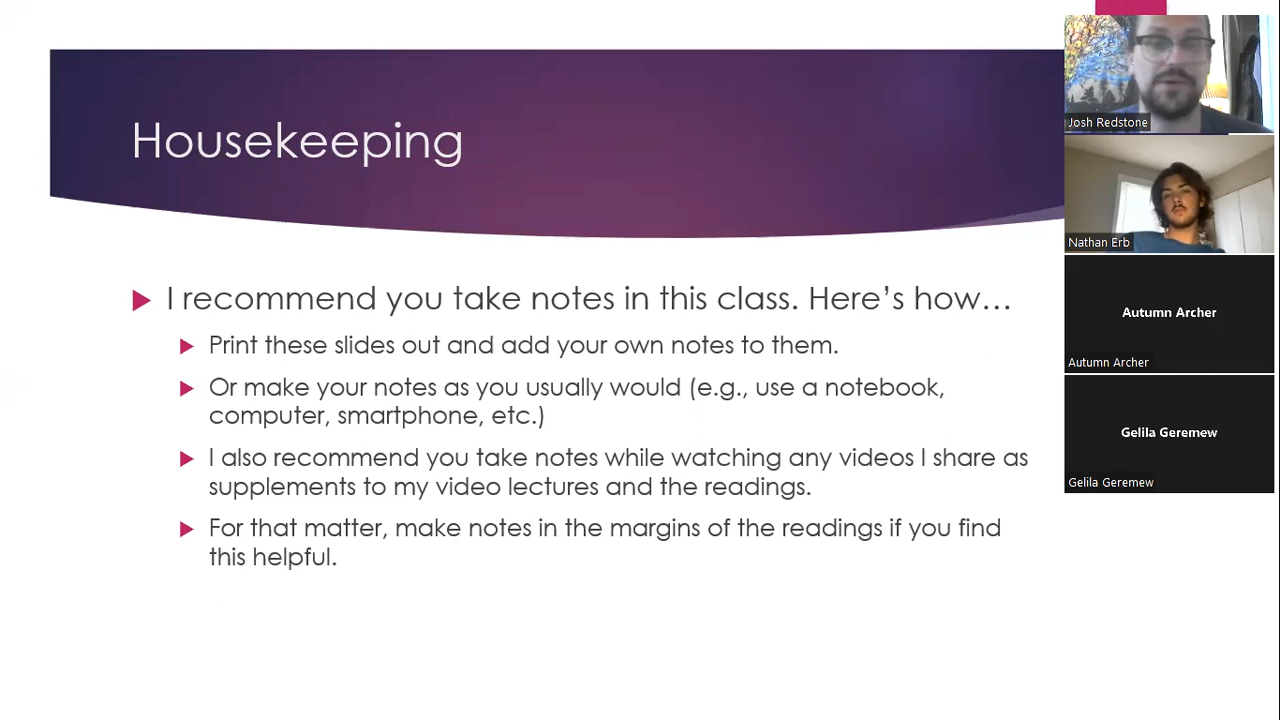 Housekeeping
I recommend you take notes in this class. Here's how…
Print these slides out and add your own notes to them.
Or make your notes as you usually would (e.g., use a notebook,
computer, smartphone, etc.)
I also recommend you take notes while watching any videos I share as
supplements to my video lectures and the readings.
For that matter, make notes in the margins of the readings if you find
this helpful.
Josh Redstone
Nathan Erb
Autumn Archer
Autumn Archer
Gelila Geremew
Gelila Geremew